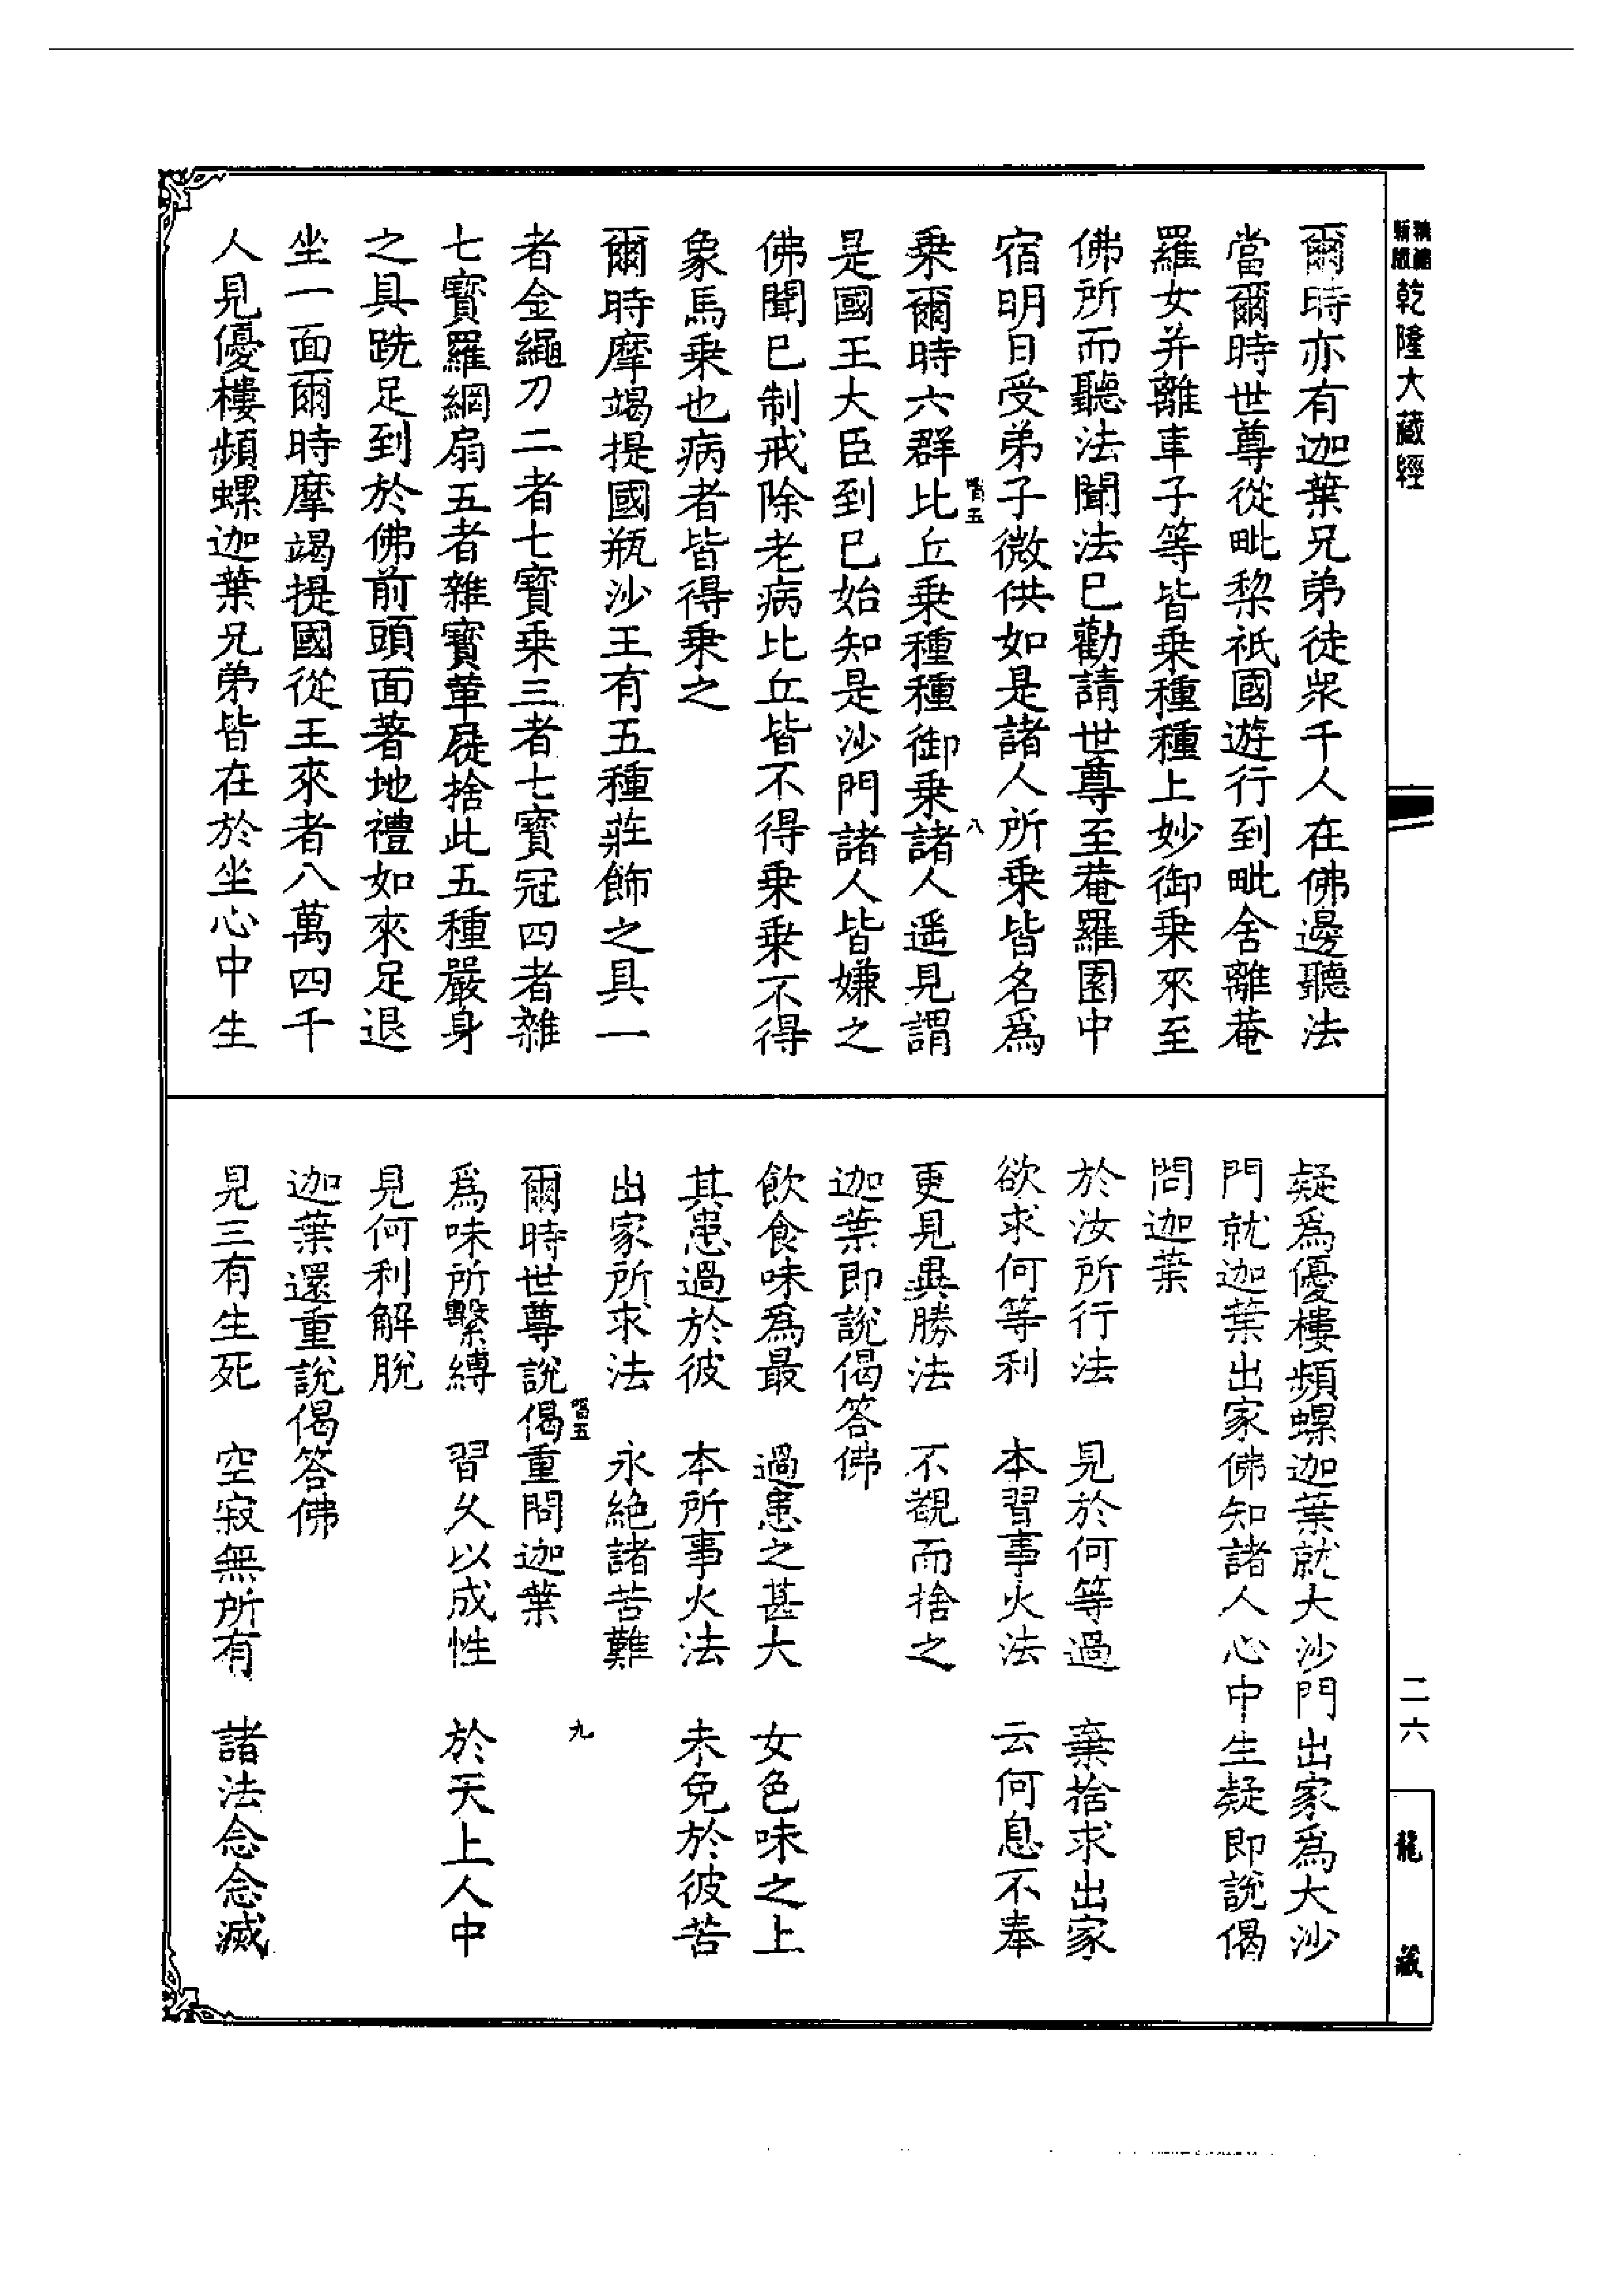 乾隆大藏經
爾時亦有迦葉兄弟徒衆千人在佛邊聽法
當爾時世尊從毗黎祇國遊行到毗舍離菴
羅女并離車子等皆乗種種上妙御乗來至
佛所而聽法聞法已勸請世尊至菴羅園中
宿明日受弟子微供如是諸人所乗皆名爲
乗爾時六群比丘乗種種御乗諸人遥見謂
是國王大臣到已始知是沙門諸人皆嫌之
佛聞已制戒除老病比丘皆不得乗乗不得
象馬乗也病者皆得乗之
爾時摩竭提國瓶沙王有五種莊飾之具一
者金繩刀二者七寳乗三者七寳冠四者雜
七寳羅網扇五者雜寳革屣捨此五種嚴身
之具跣足到於佛前頭面著地禮如來足退
坐一面爾時摩竭提國從王來者八萬四千
人見優樓頻螺迦葉兄弟皆在於坐心中生
疑爲優樓頻螺迦葉就大沙門出家爲大沙
門就迦葉出家佛知諸人心中生疑即說偈
問迦葉
於汝所行法　見於何等過　棄捨求出家
欲求何等利　本習事火法　云何息不奉
更見異勝法　不覩而捨之
迦葉即說偈答佛
飲食味爲最　過患之甚大　女色味之上
其患過於彼　本所事火法　未免於彼苦
出家所求法　永絶諸苦難
爾時世尊說偈重問迦葉
爲味所繫縛　習久以成性　於天上人中
見何利解脫
迦葉還重說偈答佛
見三有生死　空寂無所有　諸法念念滅
八
九
二六
龍藏